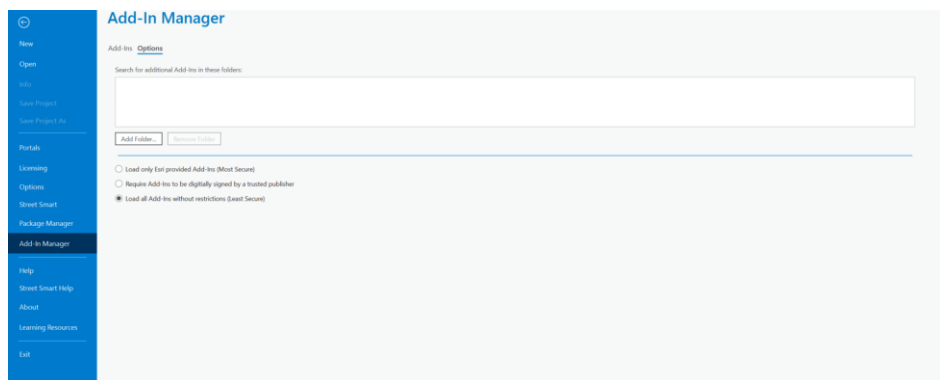 Add-In Manager
New
Add-Ins Options
Open
Search for additional Add-Ins in these folders:
Info
Save Project
Save Project As
Add Folder... Remove Folder
Portals
Licensing
Load only Esri provided Add-Ins (Most Secure)
Options
Require Add-Ins to be digitially signed by a trusted publisher
Street Smart
Load all Add-Ins without restrictions (Least Secure)
Package Manager
Add-In Manager
Help
Street Smart Help
About
Learning Resources
Exit